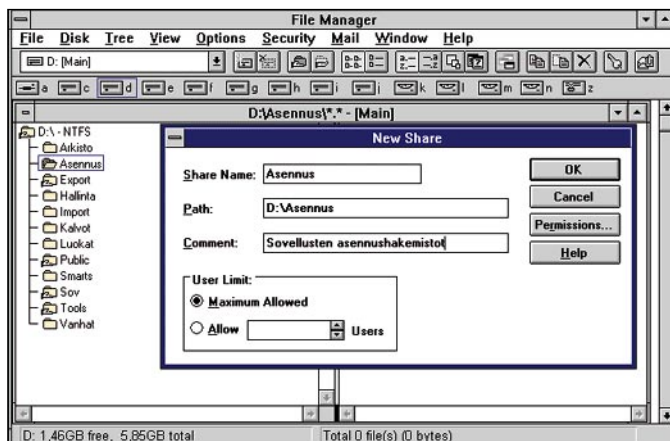 File Manager
File Disk Tree View Options Security Mail Window Help
D: [Main]
a c d e f g h i j k l m n z
D:\Asennus\*.* - [Main]
D:\ - NTFS
Arkisto
Asennus
Export
Hallinta
Import
Kalvot
Luokat
Public
Smarts
Sov
Tools
Vanhat
New Share
Share Name: Asennus
Path: D:\Asennus
Comment: Sovellusten asennushakemistot
User Limit:
Maximum Allowed
Allow Users
OK
Cancel
Permissions...
Help
D: 1,46GB free, 5,85GB total Total 0 file(s) (0 bytes)